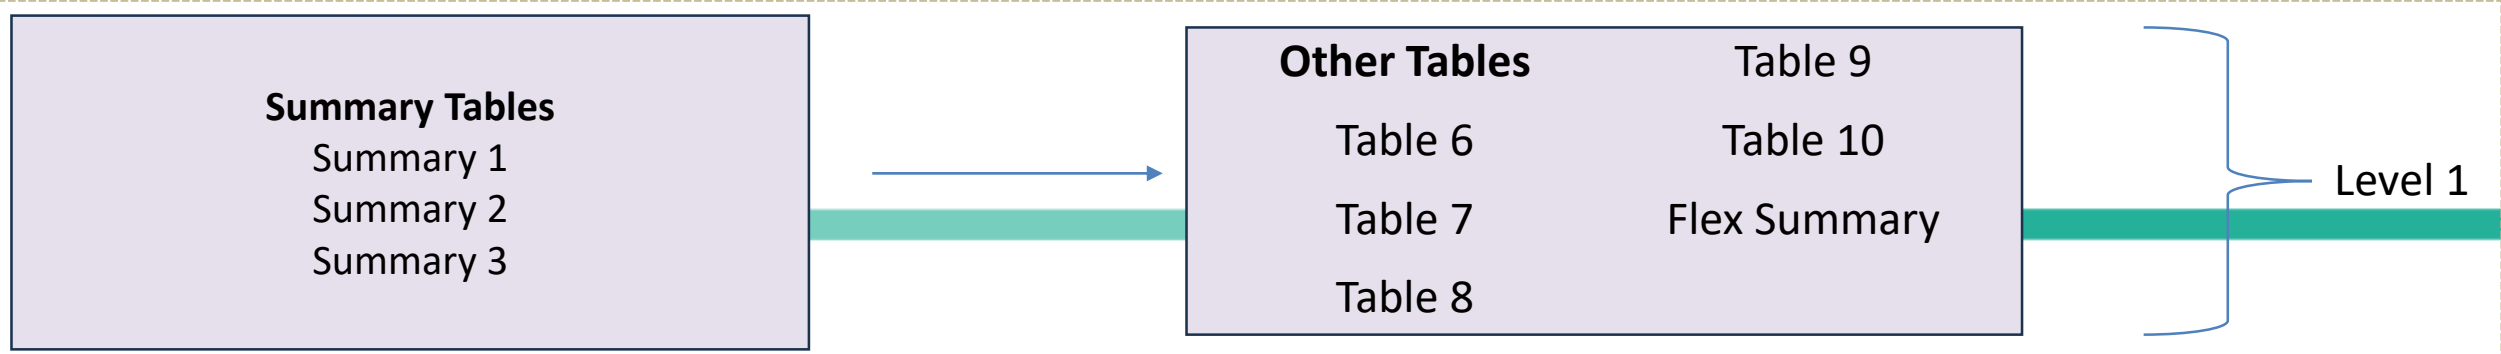 Summary Tables
Summary 1
Summary 2
Summary 3
Other Tables
Table 6
Table 7
Table 8
Table 9
Table 10
Flex Summary
Level 1